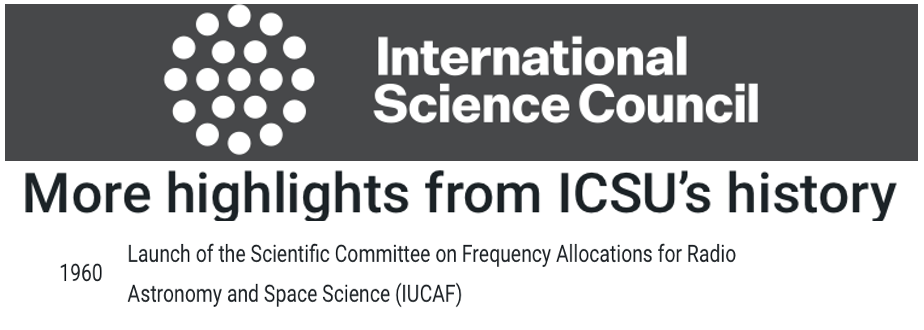 International
Science Council
More highlights from ICSU's history
1960
Launch of the Scientific Committee on Frequency Allocations for Radio
Astronomy and Space Science (IUCAF)